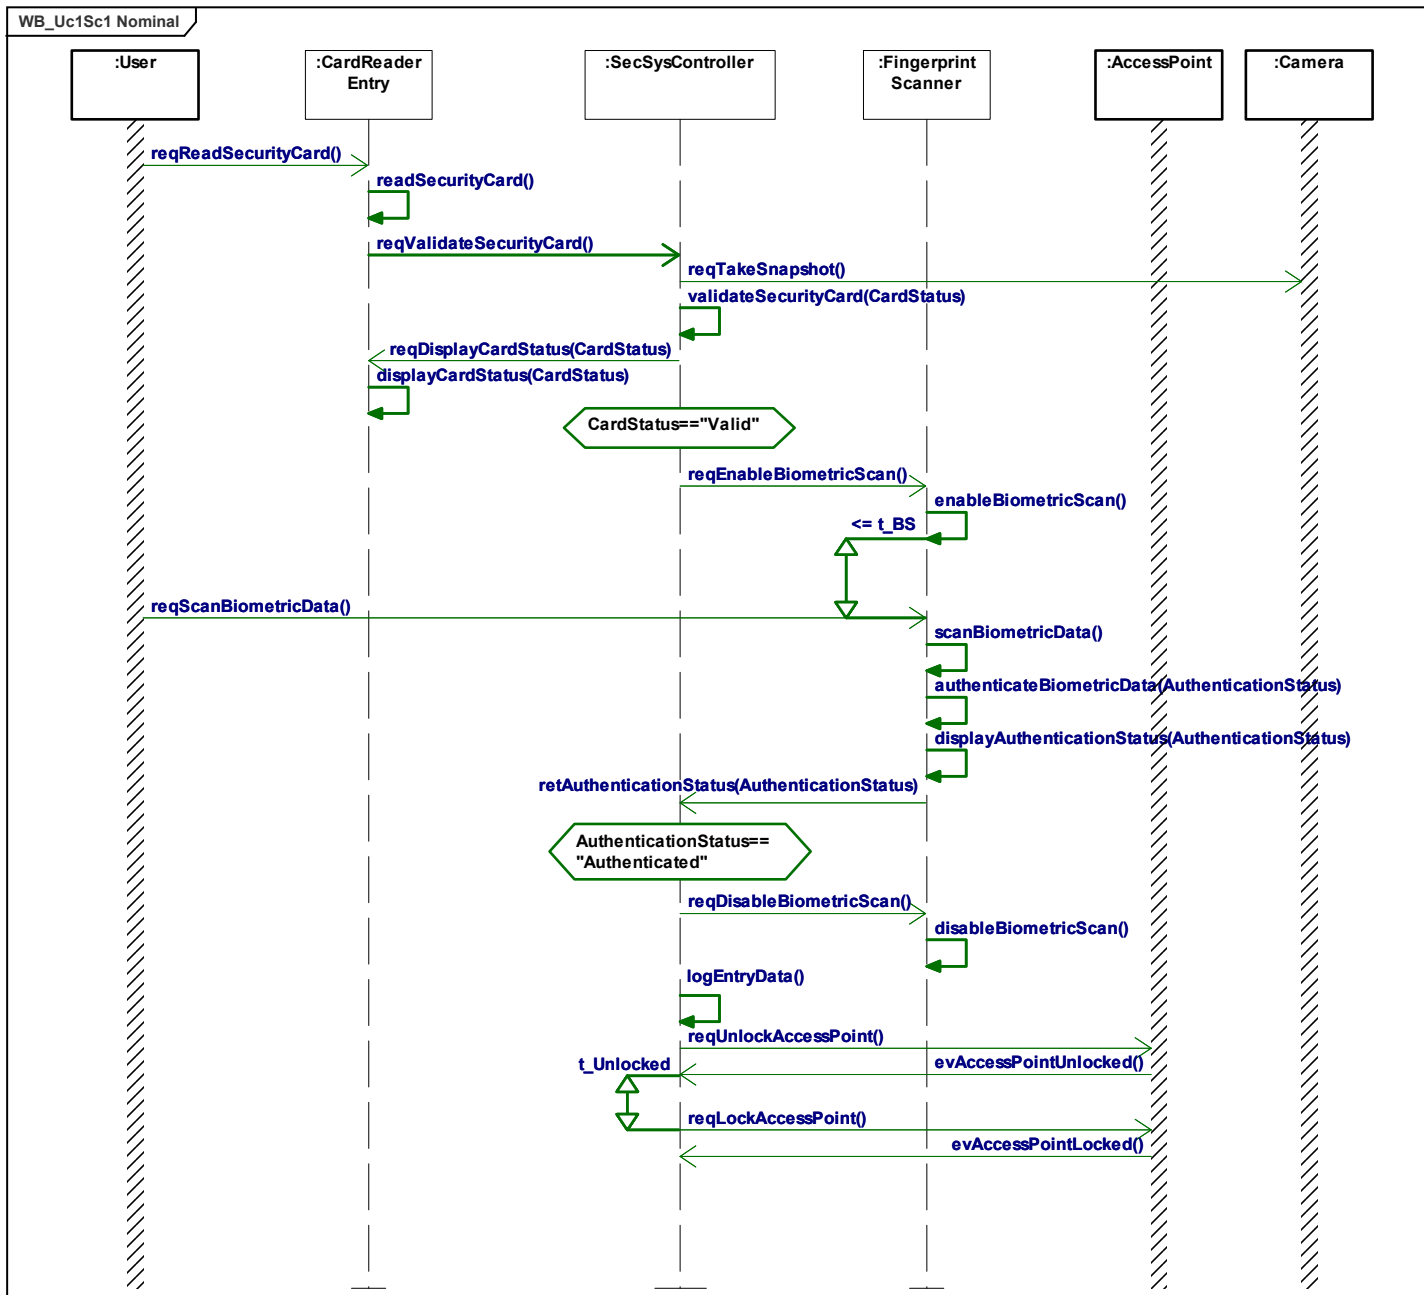 WB_Uc1Sc1 Nominal
:User
:CardReader
Entry
:SecSysController
:Fingerprint
Scanner
:AccessPoint
:Camera
reqReadSecurityCard()
readSecurityCard()
reqValidateSecurityCard()
reqTakeSnapshot()
validateSecurityCard(CardStatus)
reqDisplayCardStatus(CardStatus)
displayCardStatus(CardStatus)
CardStatus=="Valid"
reqEnableBiometricScan()
enableBiometricScan()
<= t_BS
reqScanBiometricData()
scanBiometricData()
authenticateBiometricData(AuthenticationStatus)
displayAuthenticationStatus(AuthenticationStatus)
retAuthenticationStatus(AuthenticationStatus)
AuthenticationStatus==
"Authenticated"
reqDisableBiometricScan()
disableBiometricScan()
logEntryData()
reqUnlockAccessPoint()
evAccessPointUnlocked()
t_Unlocked
reqLockAccessPoint()
evAccessPointLocked()